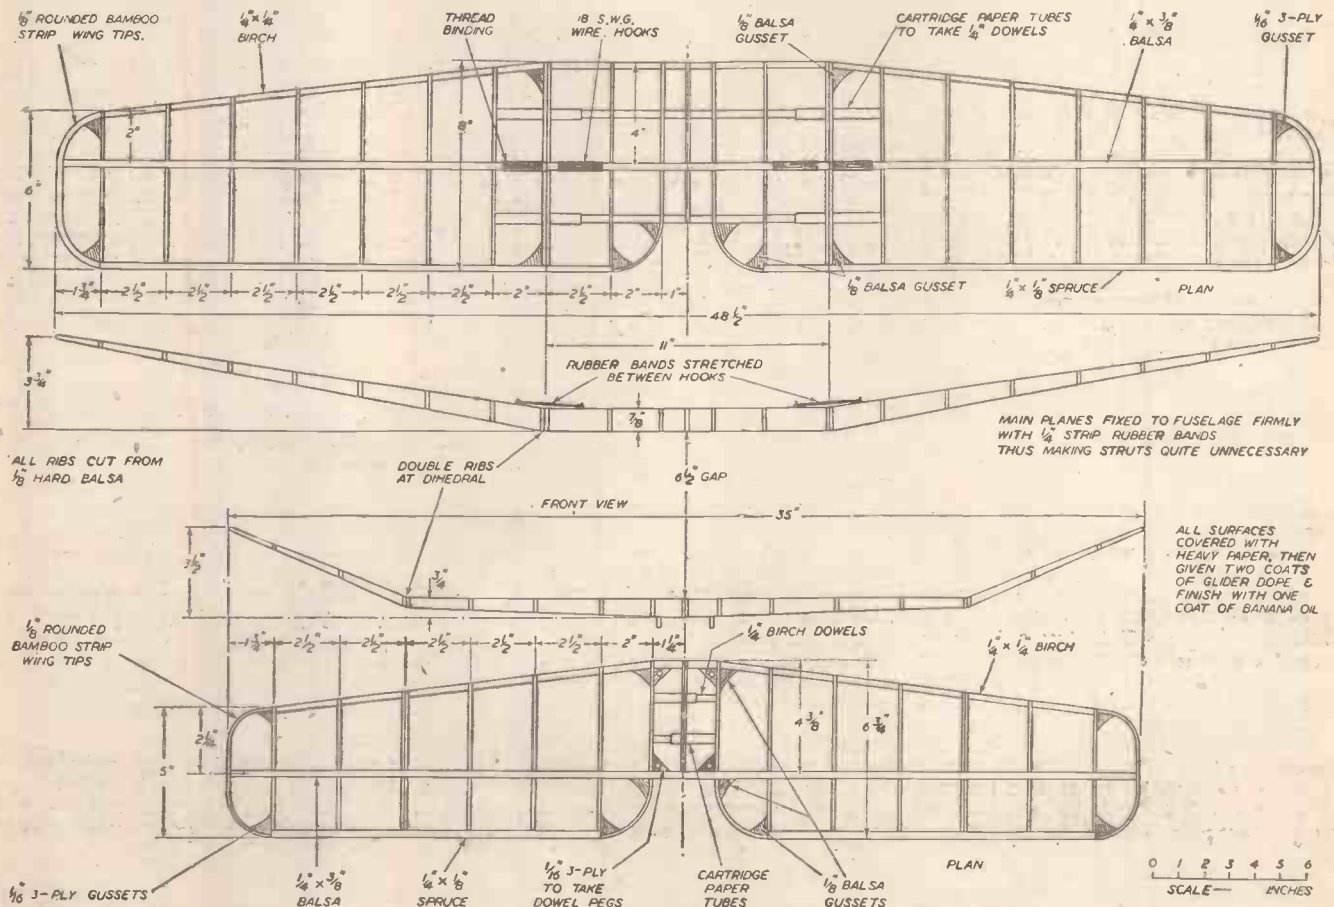 1/8" ROUNDED BAMBOO
STRIP WING TIPS.
1/4" x 1/4"
BIRCH
THREAD
BINDING
18 S.W.G.
WIRE HOOKS
1/8" BALSA
GUSSET
CARTRIDGE PAPER TUBES
TO TAKE 1/4" DOWELS
1/4" x 3/8"
BALSA
1/16" 3-PLY
GUSSET
2"
8"
4"
6"
1 3/4"
2 1/2"
2 1/2"
2 1/2"
2 1/2"
2 1/2"
2 1/2"
2"
2 1/2"
2"
1"
1/8" BALSA GUSSET
1/4" x 1/8" SPRUCE
PLAN
48 1/2"
11"
RUBBER BANDS STRETCHED
BETWEEN HOOKS
3 3/4"
7/8"
MAIN PLANES FIXED TO FUSELAGE FIRMLY
WITH 1/4" STRIP RUBBER BANDS
THUS MAKING STRUTS QUITE UNNECESSARY
ALL RIBS CUT FROM
1/8" HARD BALSA
DOUBLE RIBS
AT DIHEDRAL
6 1/2" GAP
FRONT VIEW
35"
ALL SURFACES
COVERED WITH
HEAVY PAPER, THEN
GIVEN TWO COATS
OF GLIDER DOPE &
FINISH WITH ONE
COAT OF BANANA OIL
3 1/2"
3/4"
1/8" ROUNDED
BAMBOO STRIP
WING TIPS
1 3/4"
2 1/2"
2 1/2"
2 1/2"
2 1/2"
2 1/2"
2"
1 1/4"
1/4" BIRCH DOWELS
1/4" x 1/4" BIRCH
2 1/4"
5"
4 3/8"
6 3/4"
PLAN
1/16" 3-PLY GUSSETS
1/4" x 3/8"
BALSA
1/4" x 1/8"
SPRUCE
1/16" 3-PLY
TO TAKE
DOWEL PEGS
CARTRIDGE
PAPER
TUBES
1/8" BALSA
GUSSETS
0 1 2 3 4 5 6
SCALE — INCHES